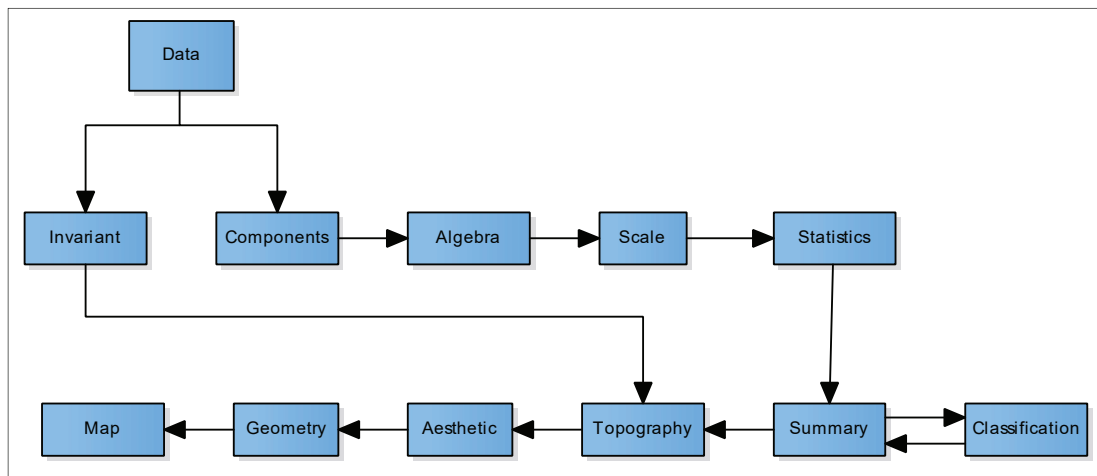 Data
Invariant
Components
Algebra
Scale
Statistics
Map
Geometry
Aesthetic
Topography
Summary
Classification